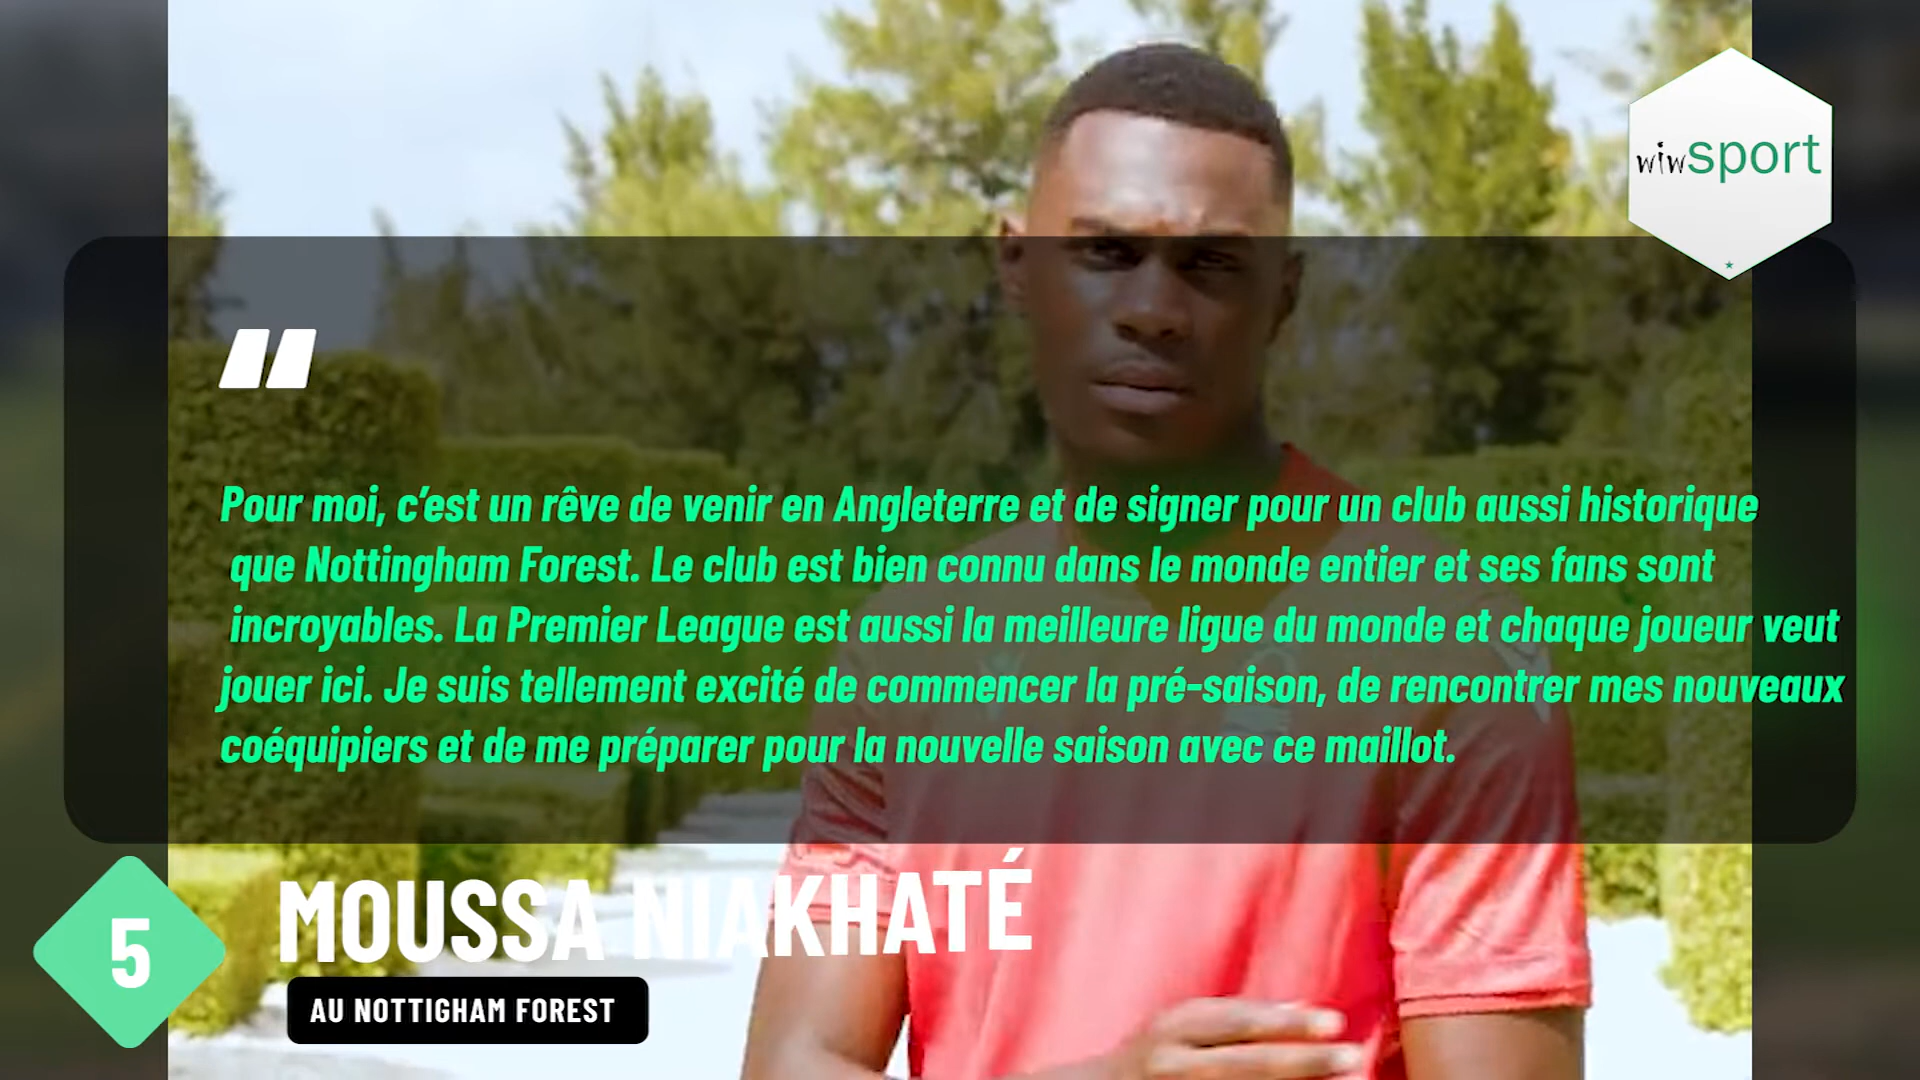 wiwsport
Pour moi, c’est un rêve de venir en Angleterre et de signer pour un club aussi historique
que Nottingham Forest. Le club est bien connu dans le monde entier et ses fans sont
incroyables. La Premier League est aussi la meilleure ligue du monde et chaque joueur veut
jouer ici. Je suis tellement excité de commencer la pré-saison, de rencontrer mes nouveaux
coéquipiers et de me préparer pour la nouvelle saison avec ce maillot.
5
MOUSSA NIAKHATÉ
AU NOTTIGHAM FOREST